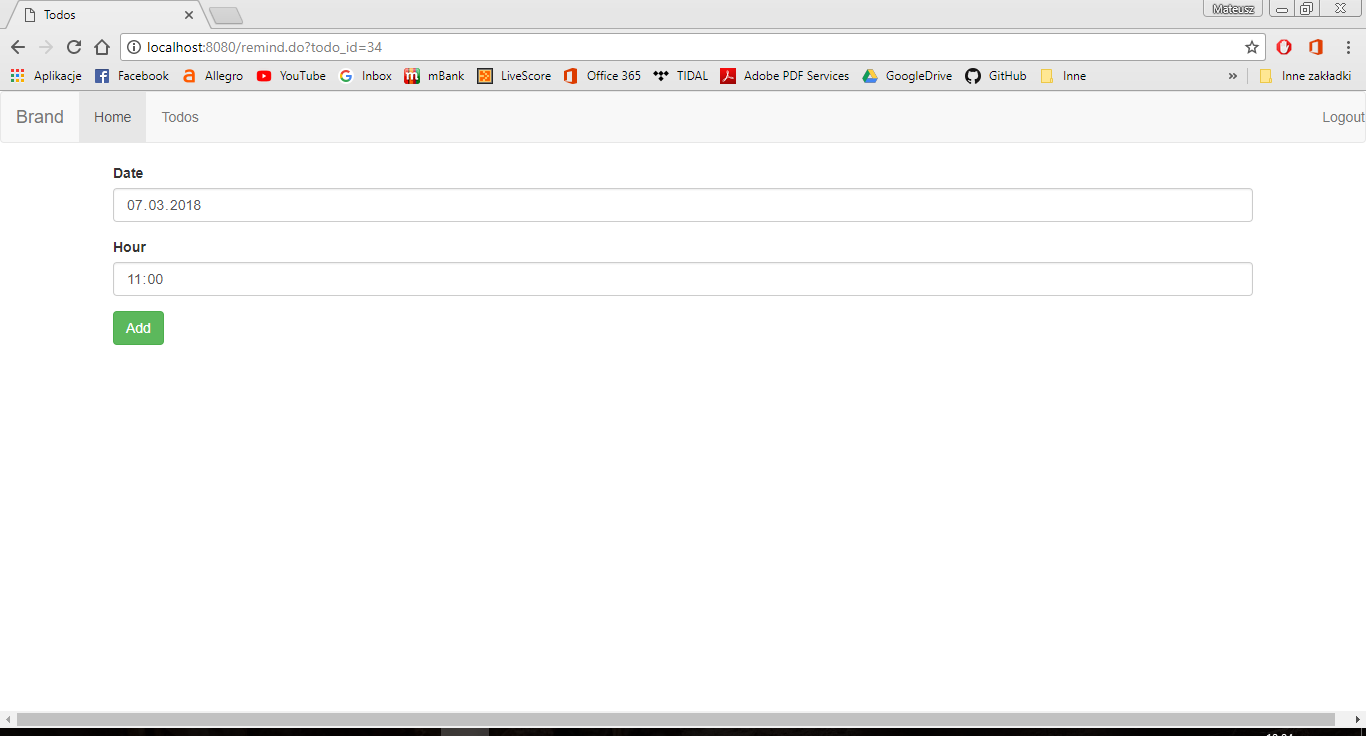 Todos
Mateusz
localhost:8080/remind.do?todo_id=34
Aplikacje Facebook Allegro YouTube Inbox mBank LiveScore Office 365 TIDAL Adobe PDF Services GoogleDrive GitHub Inne » Inne zakładki
Brand Home Todos Logout
Date
07.03.2018
Hour
11:00
Add